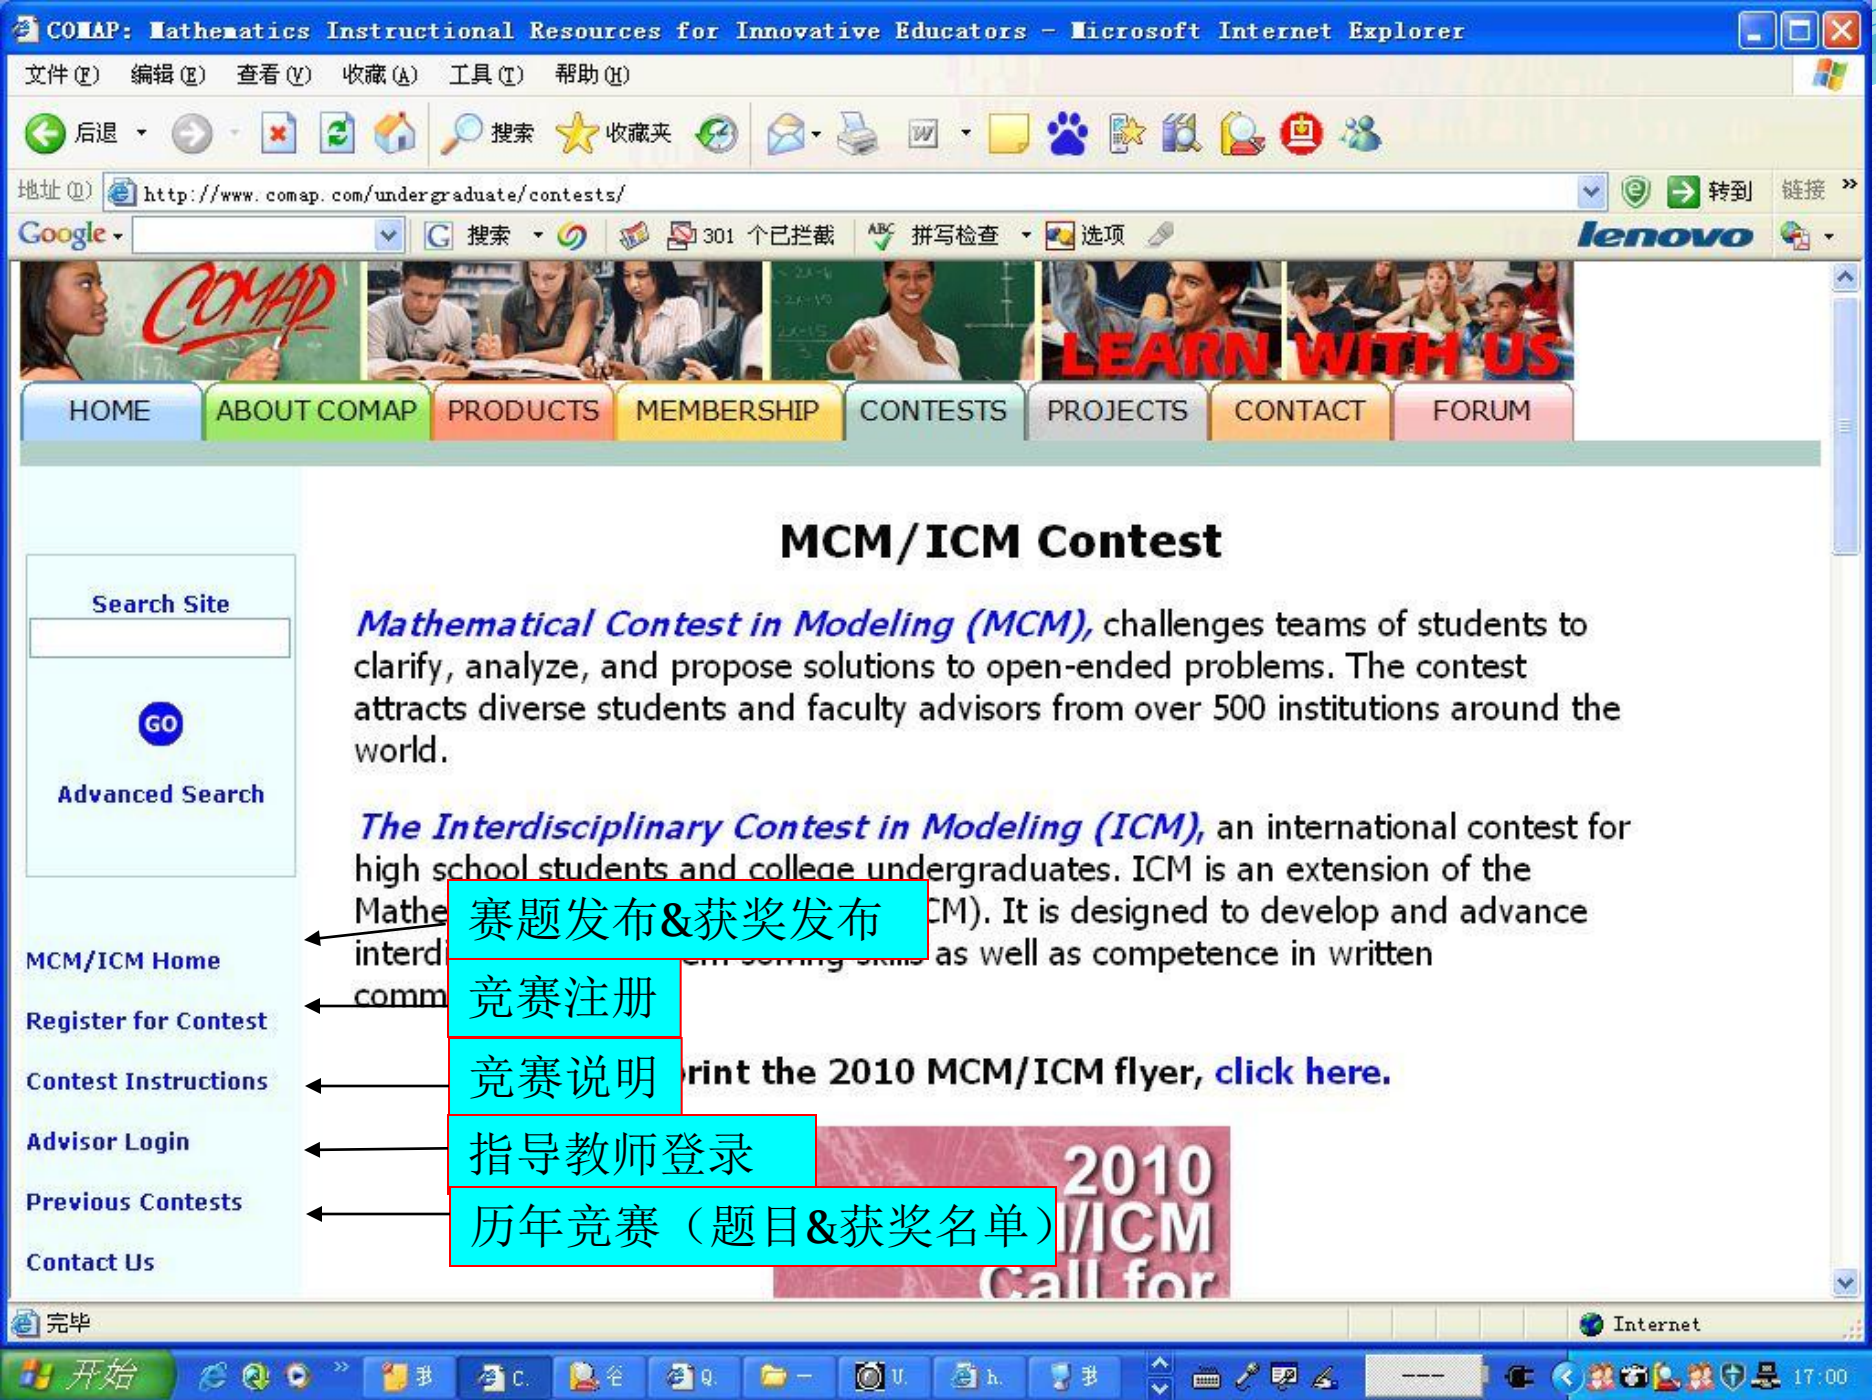 COMAP: Mathematics Instructional Resources for Innovative Educators - Microsoft Internet Explorer
文件(F) 编辑(E) 查看(V) 收藏(A) 工具(T) 帮助(H)
后退 搜索 收藏夹
地址(D) http://www.comap.com/undergraduate/contests/ 转到 链接 »
Google 搜索 301 个已拦截 ABC 拼写检查 选项 lenovo
COMAP LEARN WITH US
HOME ABOUT COMAP PRODUCTS MEMBERSHIP CONTESTS PROJECTS CONTACT FORUM
MCM/ICM Contest
Search Site
GO
Advanced Search
Mathematical Contest in Modeling (MCM), challenges teams of students to
clarify, analyze, and propose solutions to open-ended problems. The contest
attracts diverse students and faculty advisors from over 500 institutions around the
world.
The Interdisciplinary Contest in Modeling (ICM), an international contest for
high school students and college undergraduates. ICM is an extension of the
Mathe CM). It is designed to develop and advance
interdi as well as competence in written
comm
rint the 2010 MCM/ICM flyer, click here.
赛题发布&获奖发布
竞赛注册
竞赛说明
指导教师登录
历年竞赛（题目&获奖名单）
MCM/ICM Home
Register for Contest
Contest Instructions
Advisor Login
Previous Contests
Contact Us
2010
/ICM
Call for
完毕 Internet
开始 C. 谷 Q. U. h. 17:00